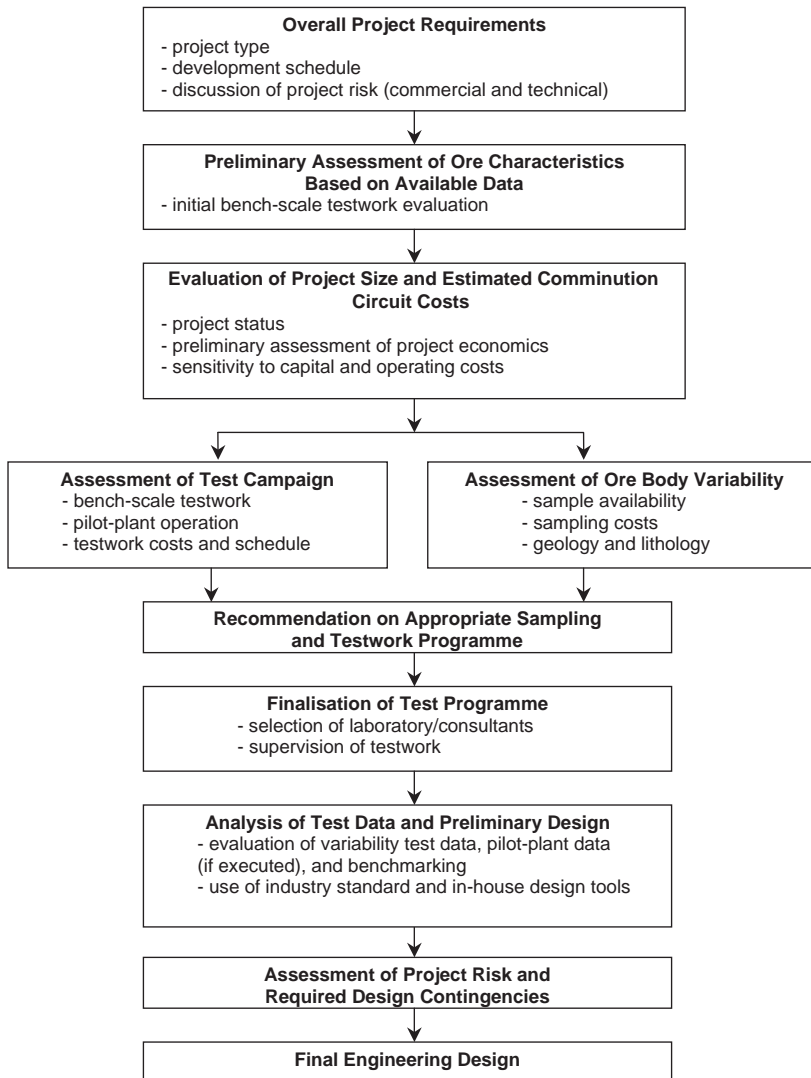 Overall Project Requirements
- project type
- development schedule
- discussion of project risk (commercial and technical)
Preliminary Assessment of Ore Characteristics
Based on Available Data
- initial bench-scale testwork evaluation
Evaluation of Project Size and Estimated Comminution
Circuit Costs
- project status
- preliminary assessment of project economics
- sensitivity to capital and operating costs
Assessment of Test Campaign
- bench-scale testwork
- pilot-plant operation
- testwork costs and schedule
Assessment of Ore Body Variability
- sample availability
- sampling costs
- geology and lithology
Recommendation on Appropriate Sampling
and Testwork Programme
Finalisation of Test Programme
- selection of laboratory/consultants
- supervision of testwork
Analysis of Test Data and Preliminary Design
- evaluation of variability test data, pilot-plant data
(if executed), and benchmarking
- use of industry standard and in-house design tools
Assessment of Project Risk and
Required Design Contingencies
Final Engineering Design